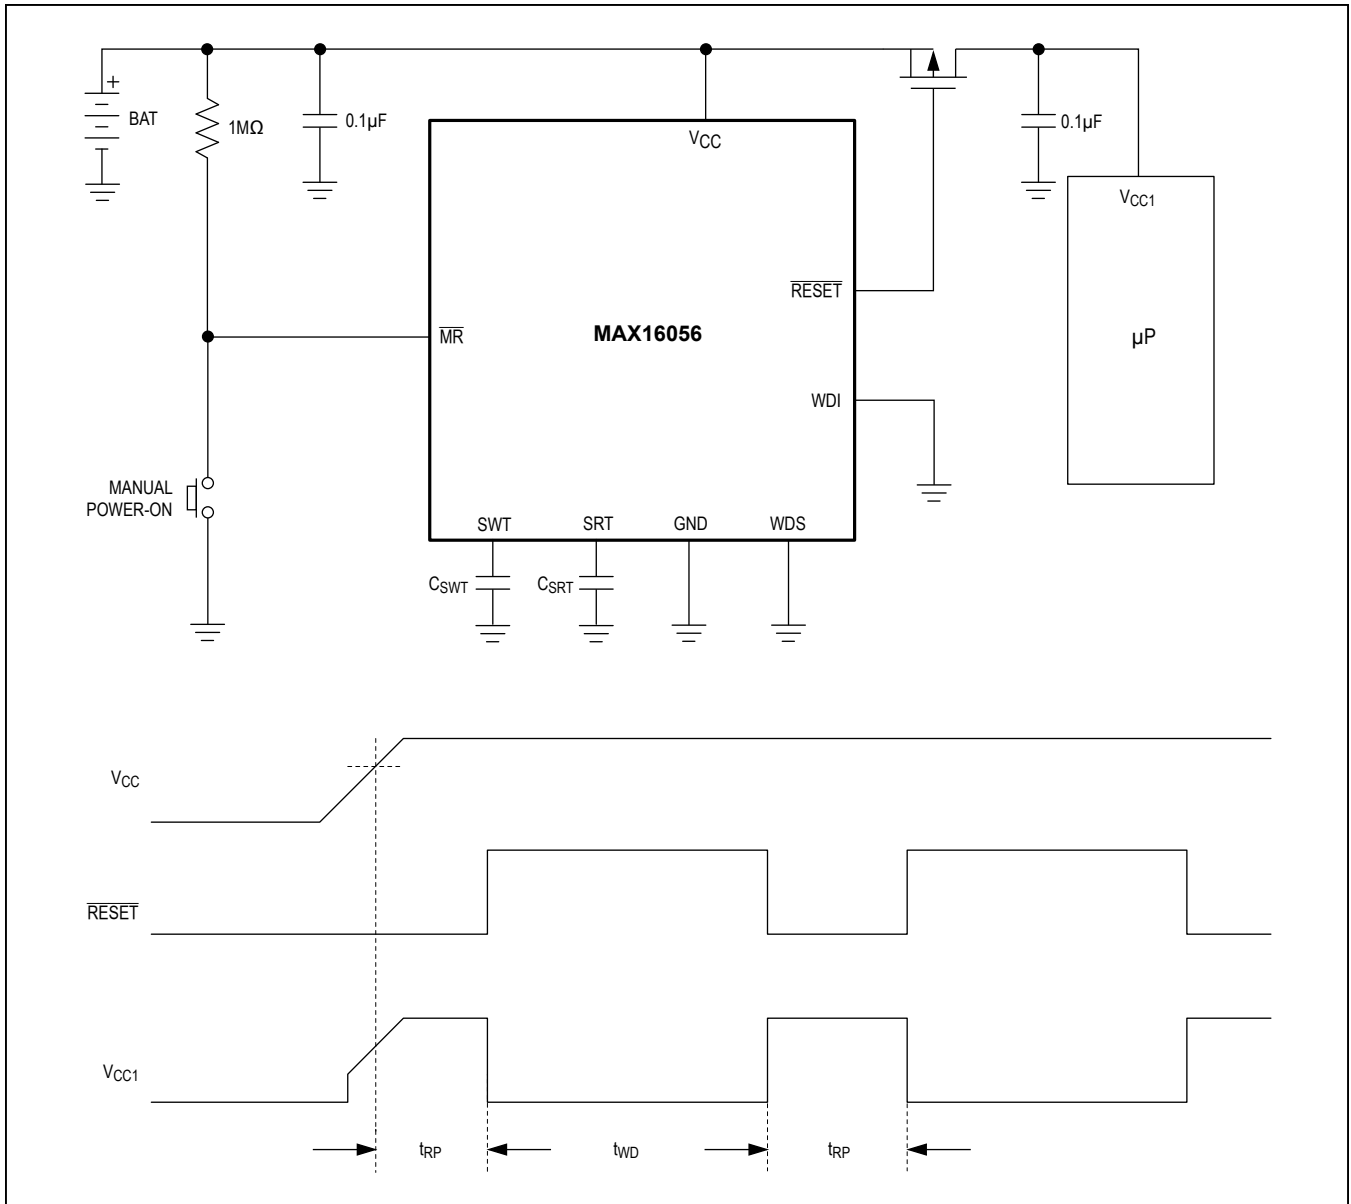 +
BAT
1MΩ
0.1µF
VCC
0.1µF
VCC1
RESET
MR
MAX16056
µP
WDI
MANUAL
POWER-ON
SWT
SRT
GND
WDS
CSWT
CSRT
VCC
RESET
VCC1
tRP
tWD
tRP